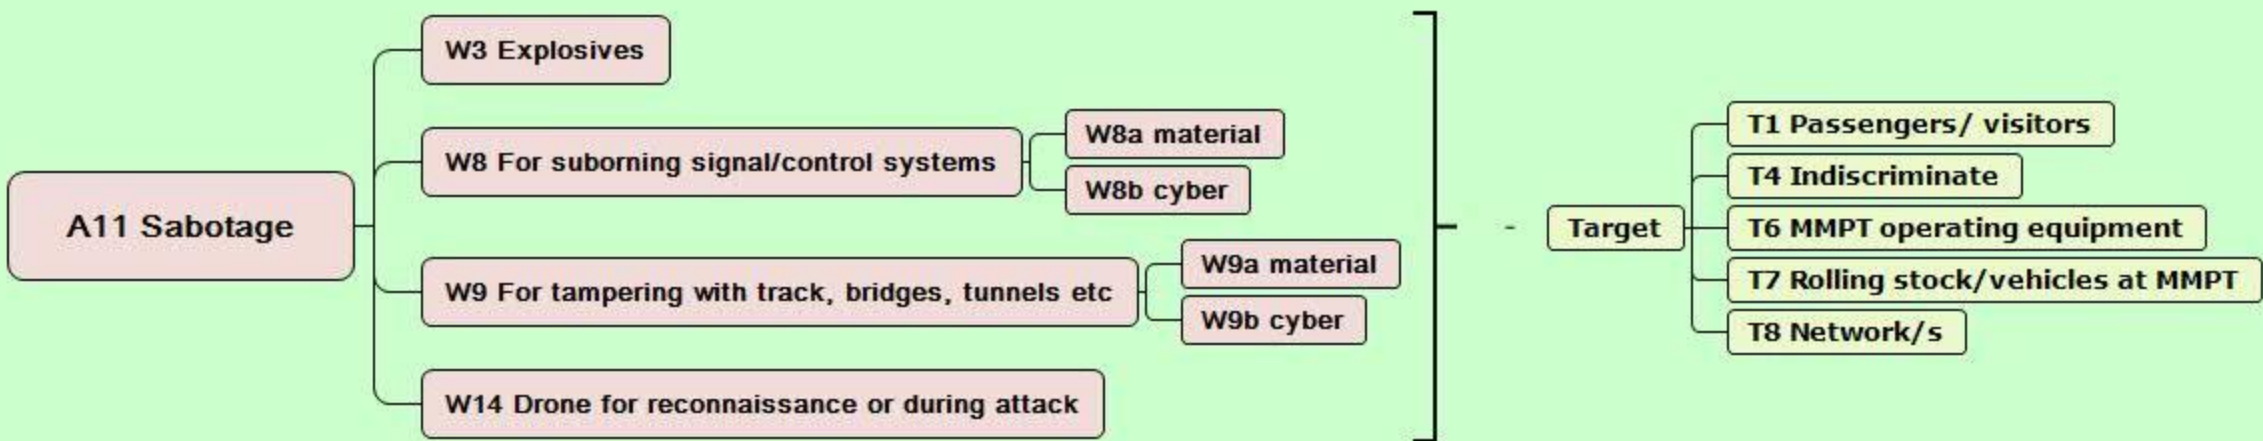 A11 Sabotage
W3 Explosives
W8 For suborning signal/control systems
W8a material
W8b cyber
W9 For tampering with track, bridges, tunnels etc
W9a material
W9b cyber
W14 Drone for reconnaissance or during attack
-
Target
T1 Passengers/ visitors
T4 Indiscriminate
T6 MMPT operating equipment
T7 Rolling stock/vehicles at MMPT
T8 Network/s